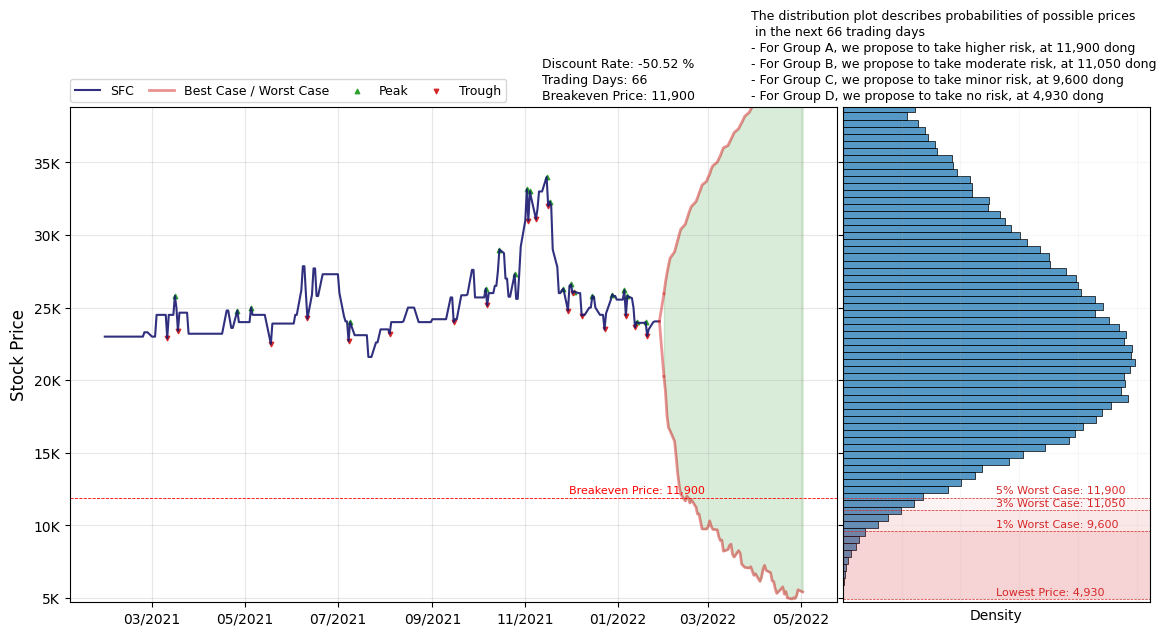 The distribution plot describes probabilities of possible prices
in the next 66 trading days
- For Group A, we propose to take higher risk, at 11,900 dong
- For Group B, we propose to take moderate risk, at 11,050 dong
- For Group C, we propose to take minor risk, at 9,600 dong
- For Group D, we propose to take no risk, at 4,930 dong
Discount Rate: -50.52 %
Trading Days: 66
Breakeven Price: 11,900
SFC
Best Case / Worst Case
Peak
Trough
Stock Price
35K
30K
25K
20K
15K
10K
5K
Breakeven Price: 11,900
03/2021
05/2021
07/2021
09/2021
11/2021
01/2022
03/2022
05/2022
5% Worst Case: 11,900
3% Worst Case: 11,050
1% Worst Case: 9,600
Lowest Price: 4,930
Density